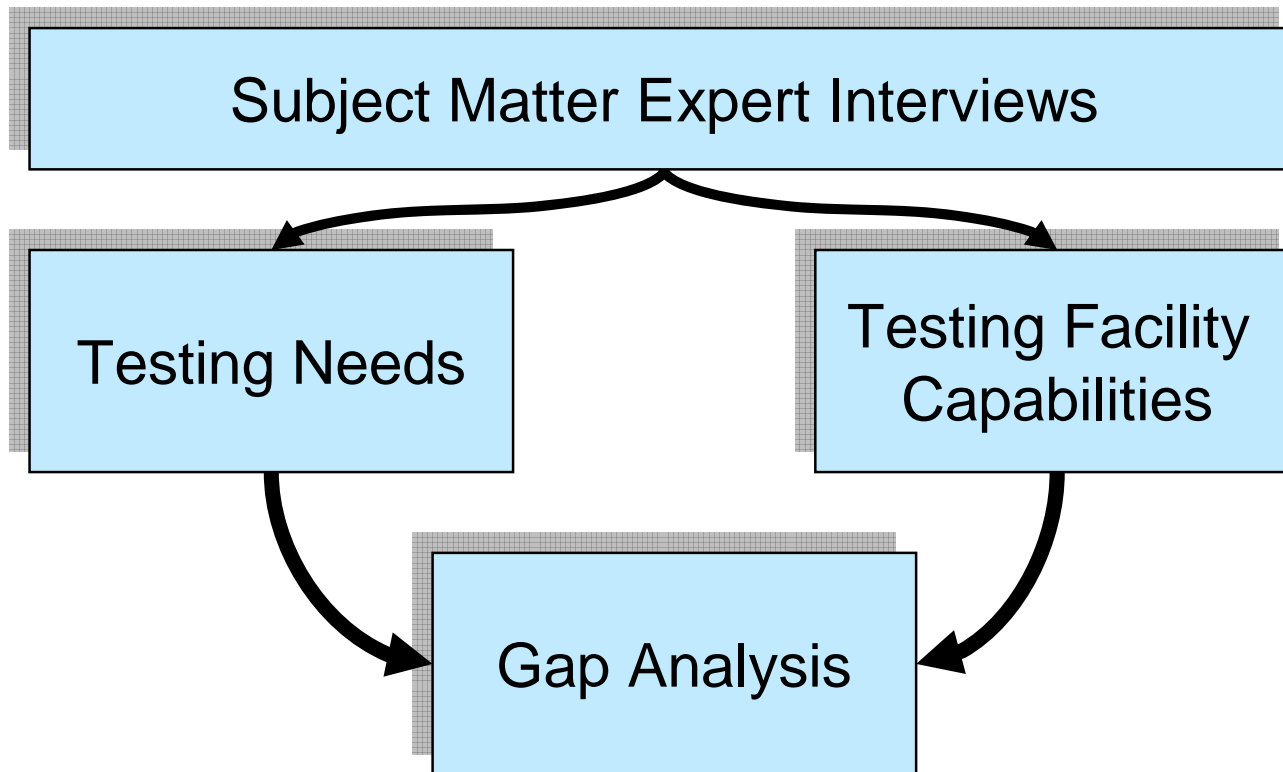 Subject Matter Expert Interviews
Testing Needs
Testing Facility
Capabilities
Gap Analysis